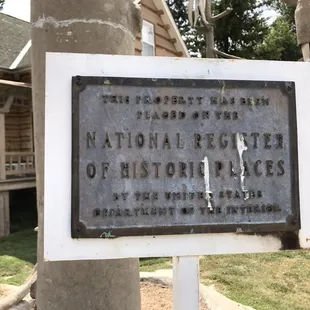 THIS PROPERTY HAS BEEN
PLACED ON THE
NATIONAL REGISTER
OF HISTORIC PLACES
BY THE UNITED STATES
DEPARTMENT OF THE INTERIOR